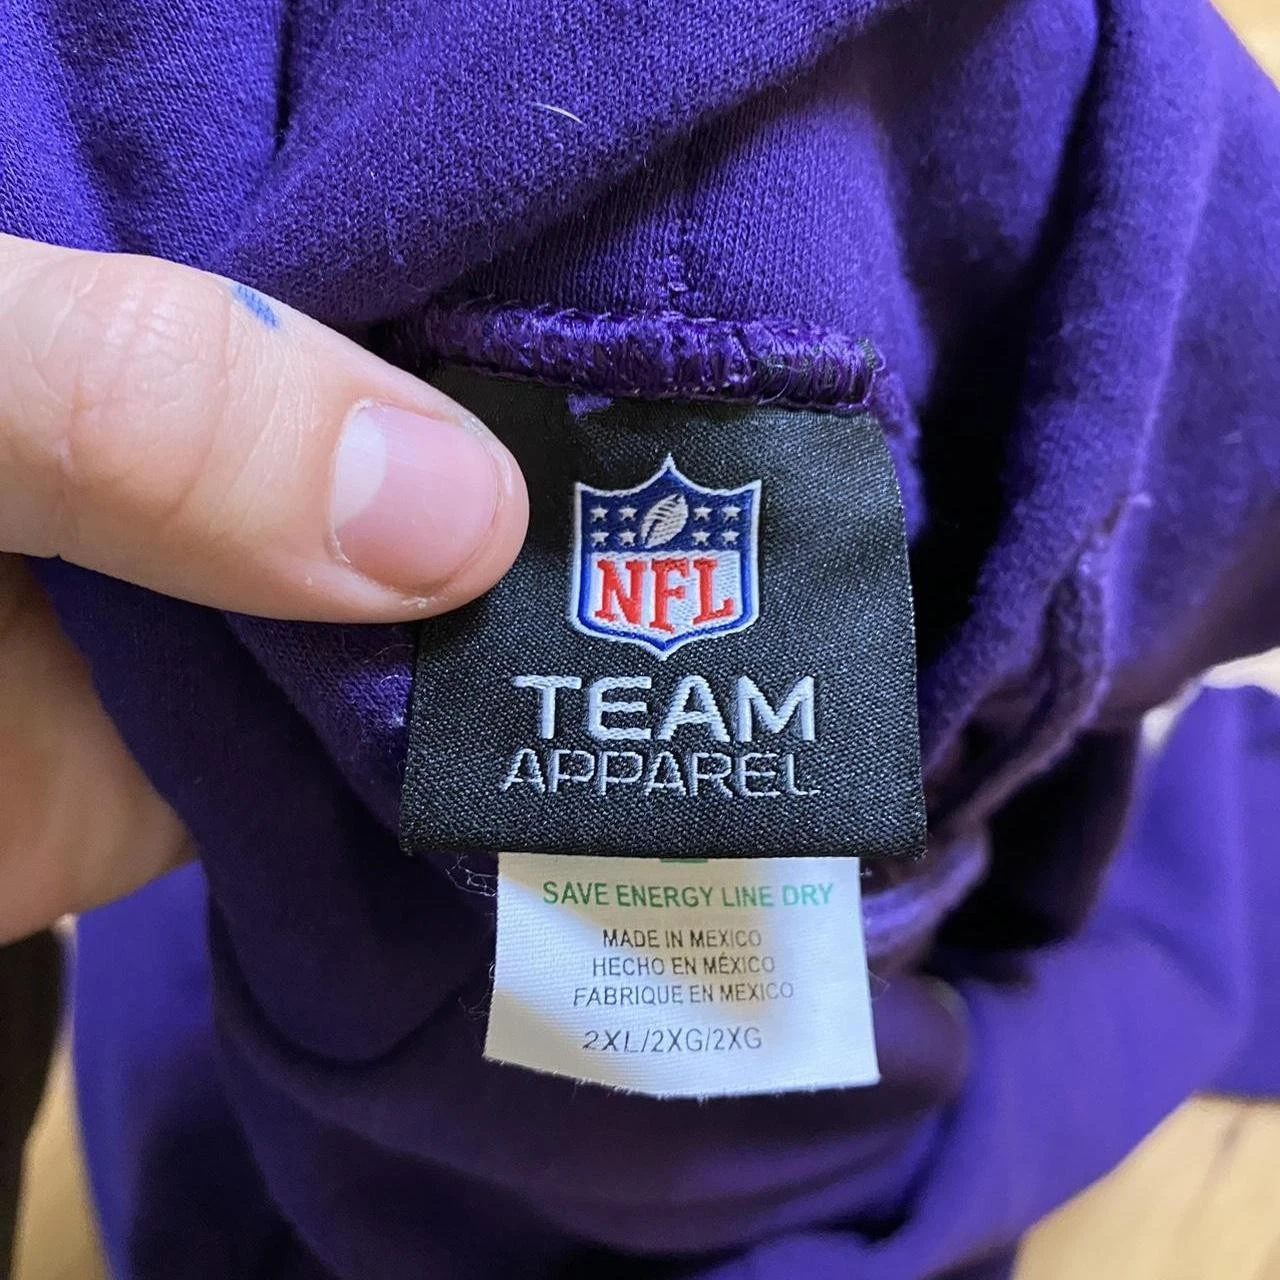 NFL
TEAM
APPAREL
SAVE ENERGY LINE DRY
MADE IN MEXICO
HECHO EN MÉXICO
FABRIQUE EN MEXICO
2XL/2XG/2XG